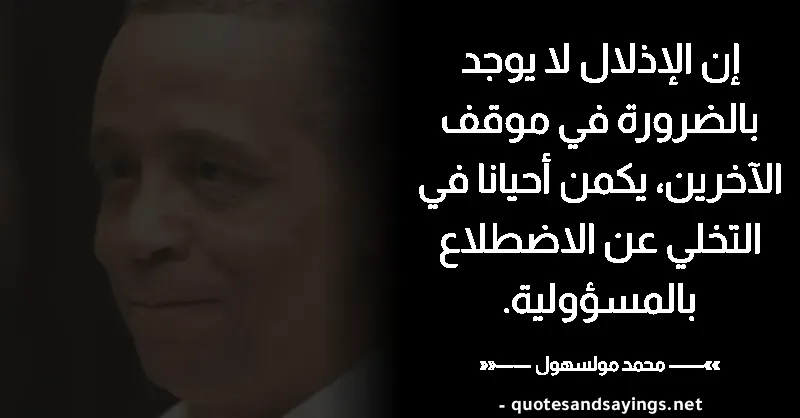 إن الإذلال لا يوجد
بالضرورة في موقف
الآخرين، يكمن أحيانا في
التخلي عن الاضطلاع
بالمسؤولية.
»»—— محمد مولسهول ——««
- quotesandsayings.net